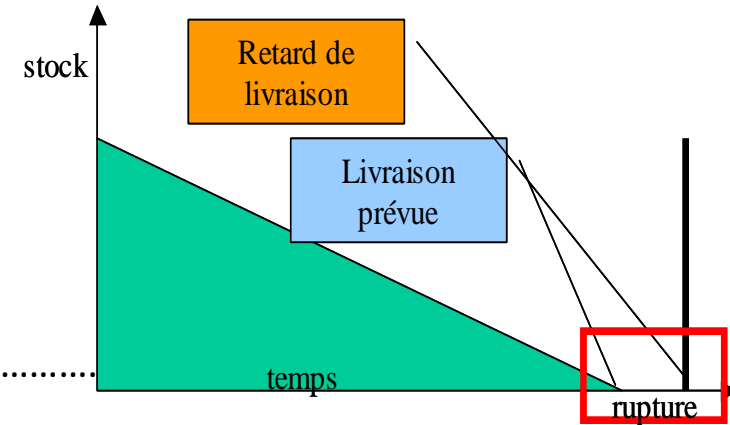 Retard de
livraison
stock
Livraison
prévue
temps
rupture